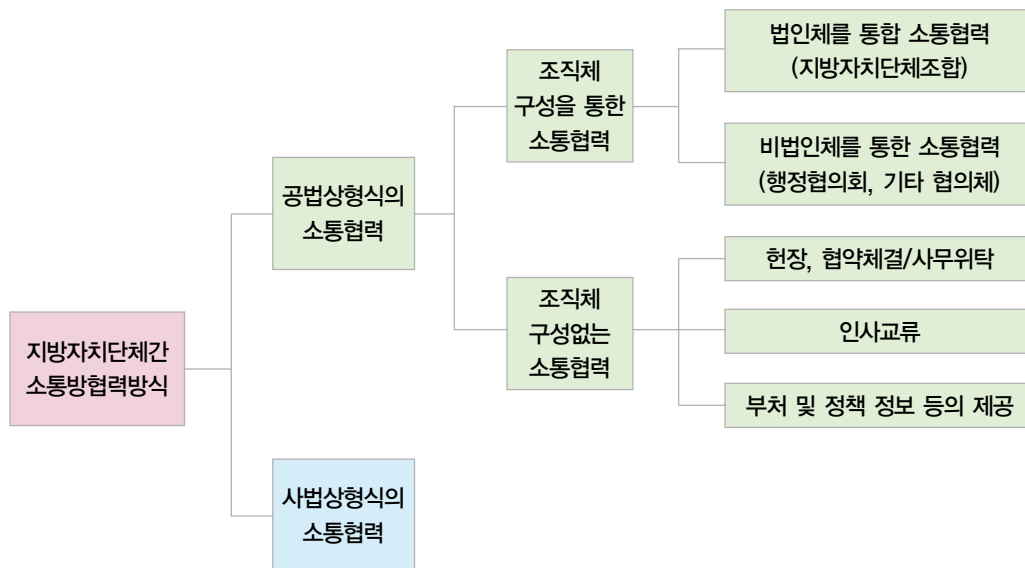 지방자치단체간
소통방협력방식
공법상형식의
소통협력
사법상형식의
소통협력
조직체
구성을 통한
소통협력
조직체
구성없는
소통협력
법인체를 통합 소통협력
(지방자치단체조합)
비법인체를 통한 소통협력
(행정협의회, 기타 협의체)
헌장, 협약체결/사무위탁
인사교류
부처 및 정책 정보 등의 제공